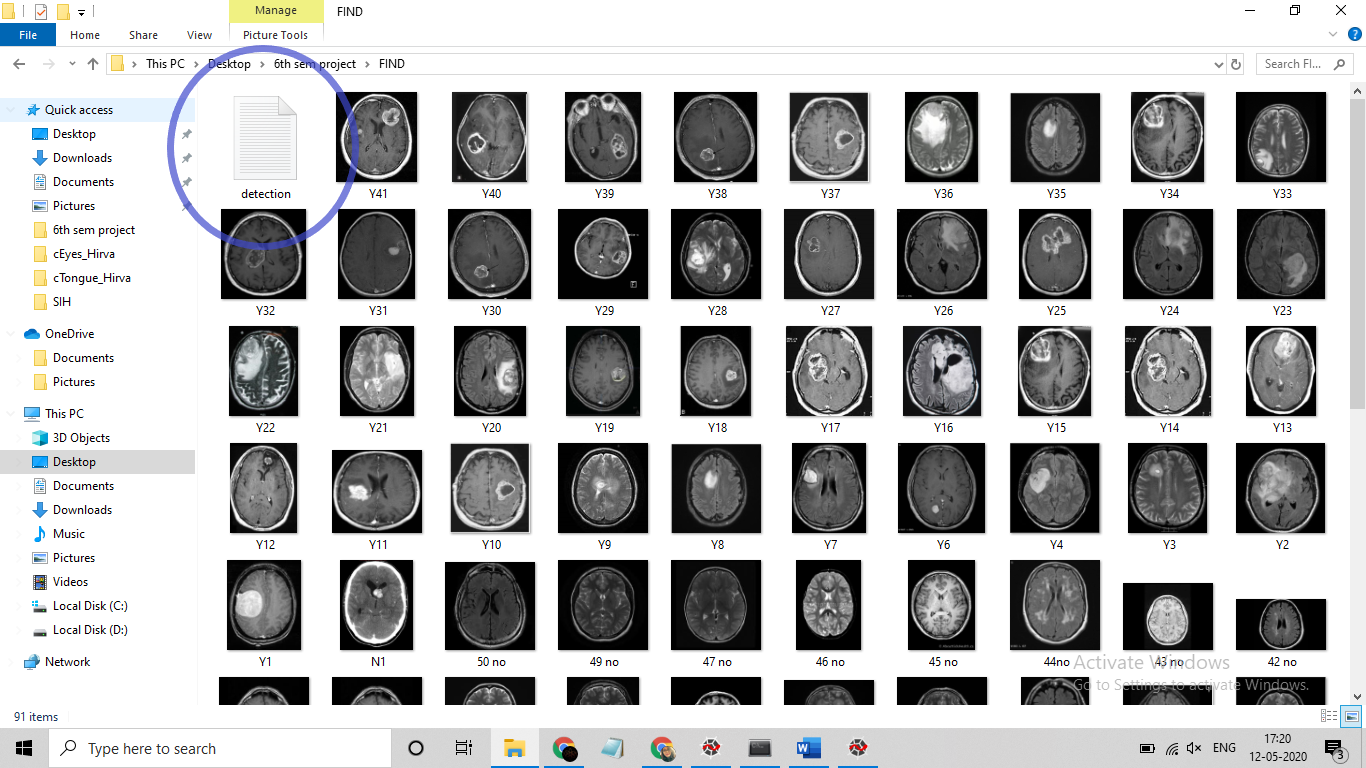 Manage
FIND
File
Home
Share
View
Picture Tools
This PC
Desktop
6th sem project
FIND
Search FI...
Quick access
Desktop
Downloads
Documents
Pictures
6th sem project
cEyes_Hirva
cTongue_Hirva
SIH
OneDrive
Documents
Pictures
This PC
3D Objects
Desktop
Documents
Downloads
Music
Pictures
Videos
Local Disk (C:)
Local Disk (D:)
Network
detection
Y41
Y40
Y39
Y38
Y37
Y36
Y35
Y34
Y33
Y32
Y31
Y30
Y29
Y28
Y27
Y26
Y25
Y24
Y23
Y22
Y21
Y20
Y19
Y18
Y17
Y16
Y15
Y14
Y13
Y12
Y11
Y10
Y9
Y8
Y7
Y6
Y4
Y3
Y2
Y1
N1
50 no
49 no
47 no
46 no
45 no
44no
43 no
42 no
Activate Windows
Go to Settings to activate Windows.
91 items
Type here to search
ENG
17:20
12-05-2020
3